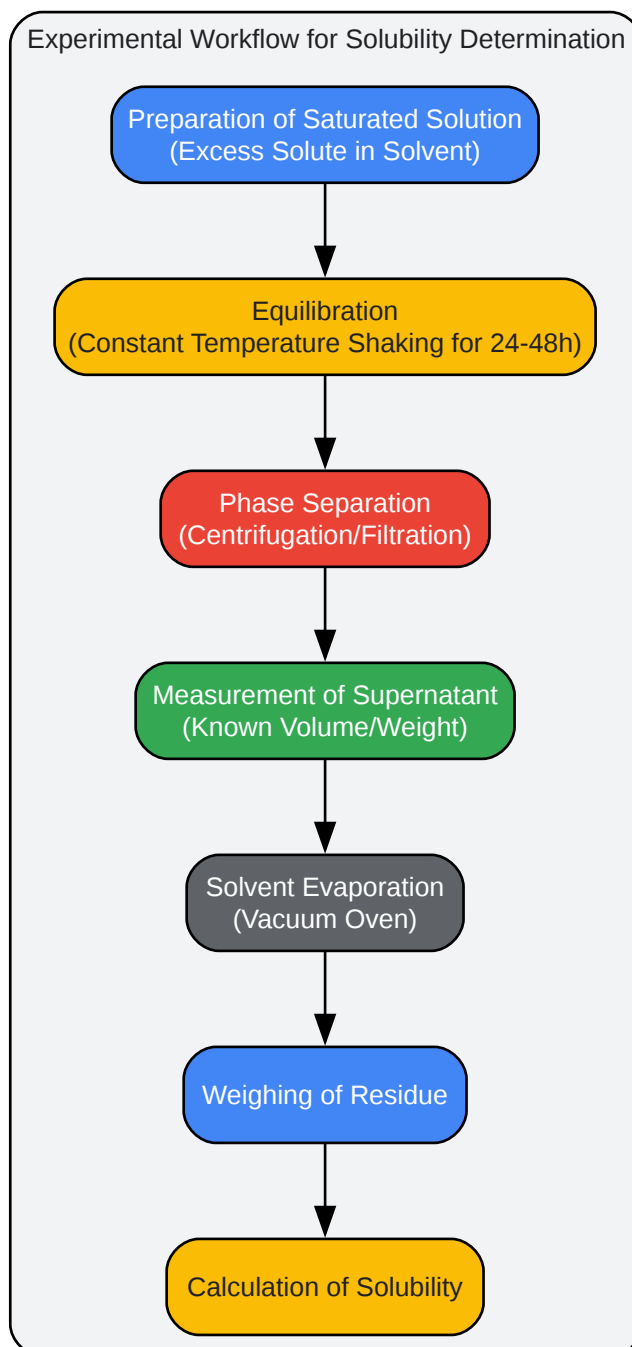 Experimental Workflow for Solubility Determination
Preparation of Saturated Solution
(Excess Solute in Solvent)
Equilibration
(Constant Temperature Shaking for 24-48h)
Phase Separation
(Centrifugation/Filtration)
Measurement of Supernatant
(Known Volume/Weight)
Solvent Evaporation
(Vacuum Oven)
Weighing of Residue
Calculation of Solubility